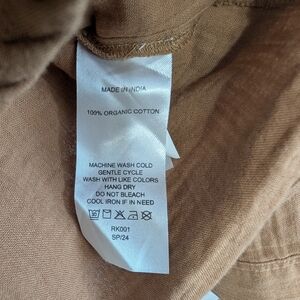 MADE IN INDIA
100% ORGANIC COTTON
MACHINE WASH COLD
GENTLE CYCLE
WASH WITH LIKE COLORS
HANG DRY
DO NOT BLEACH
COOL IRON IF IN NEED
RK001
SP/24